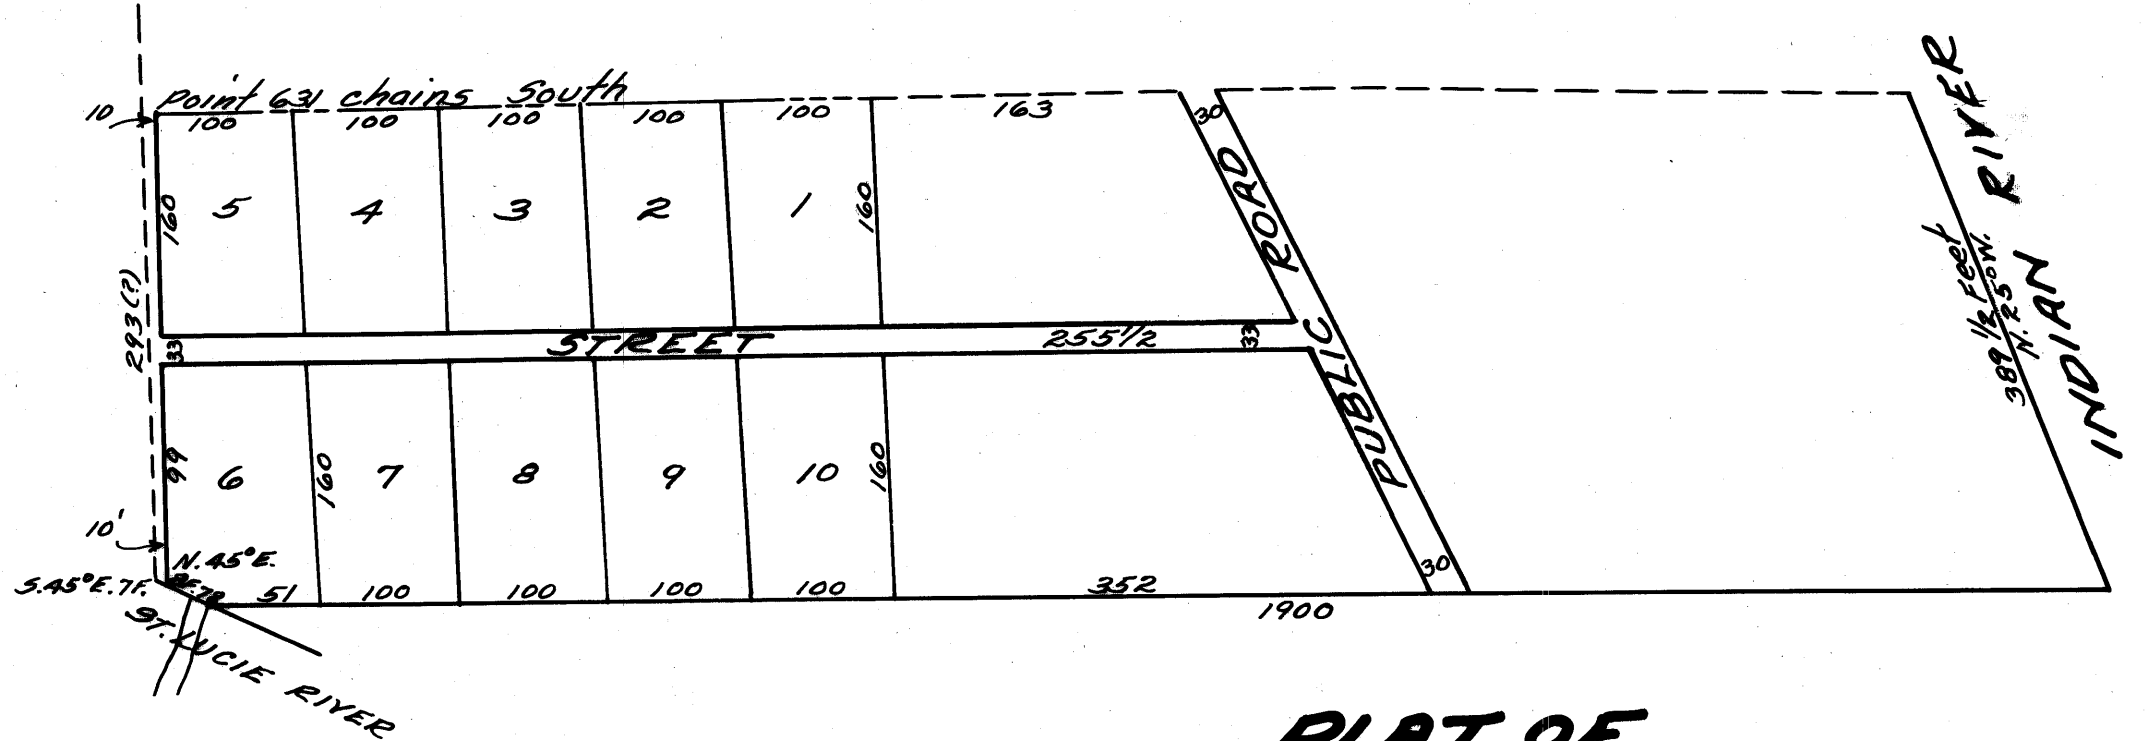 Point 631 chains South
10
100 100 100 100 100 163
30
5 4 3 2 1
160
160
293 (?)
PUBLIC ROAD
INDIAN RIVER
389 1/2 Feet
N. 25° W.
33
STREET
255 1/2
33
99
6 7 8 9 10
160
160
10'
N. 45° E.
S. 45° E. 7F.
51 100 100 100 100 352
30
1900
ST. LUCIE RIVER
PLAT OF